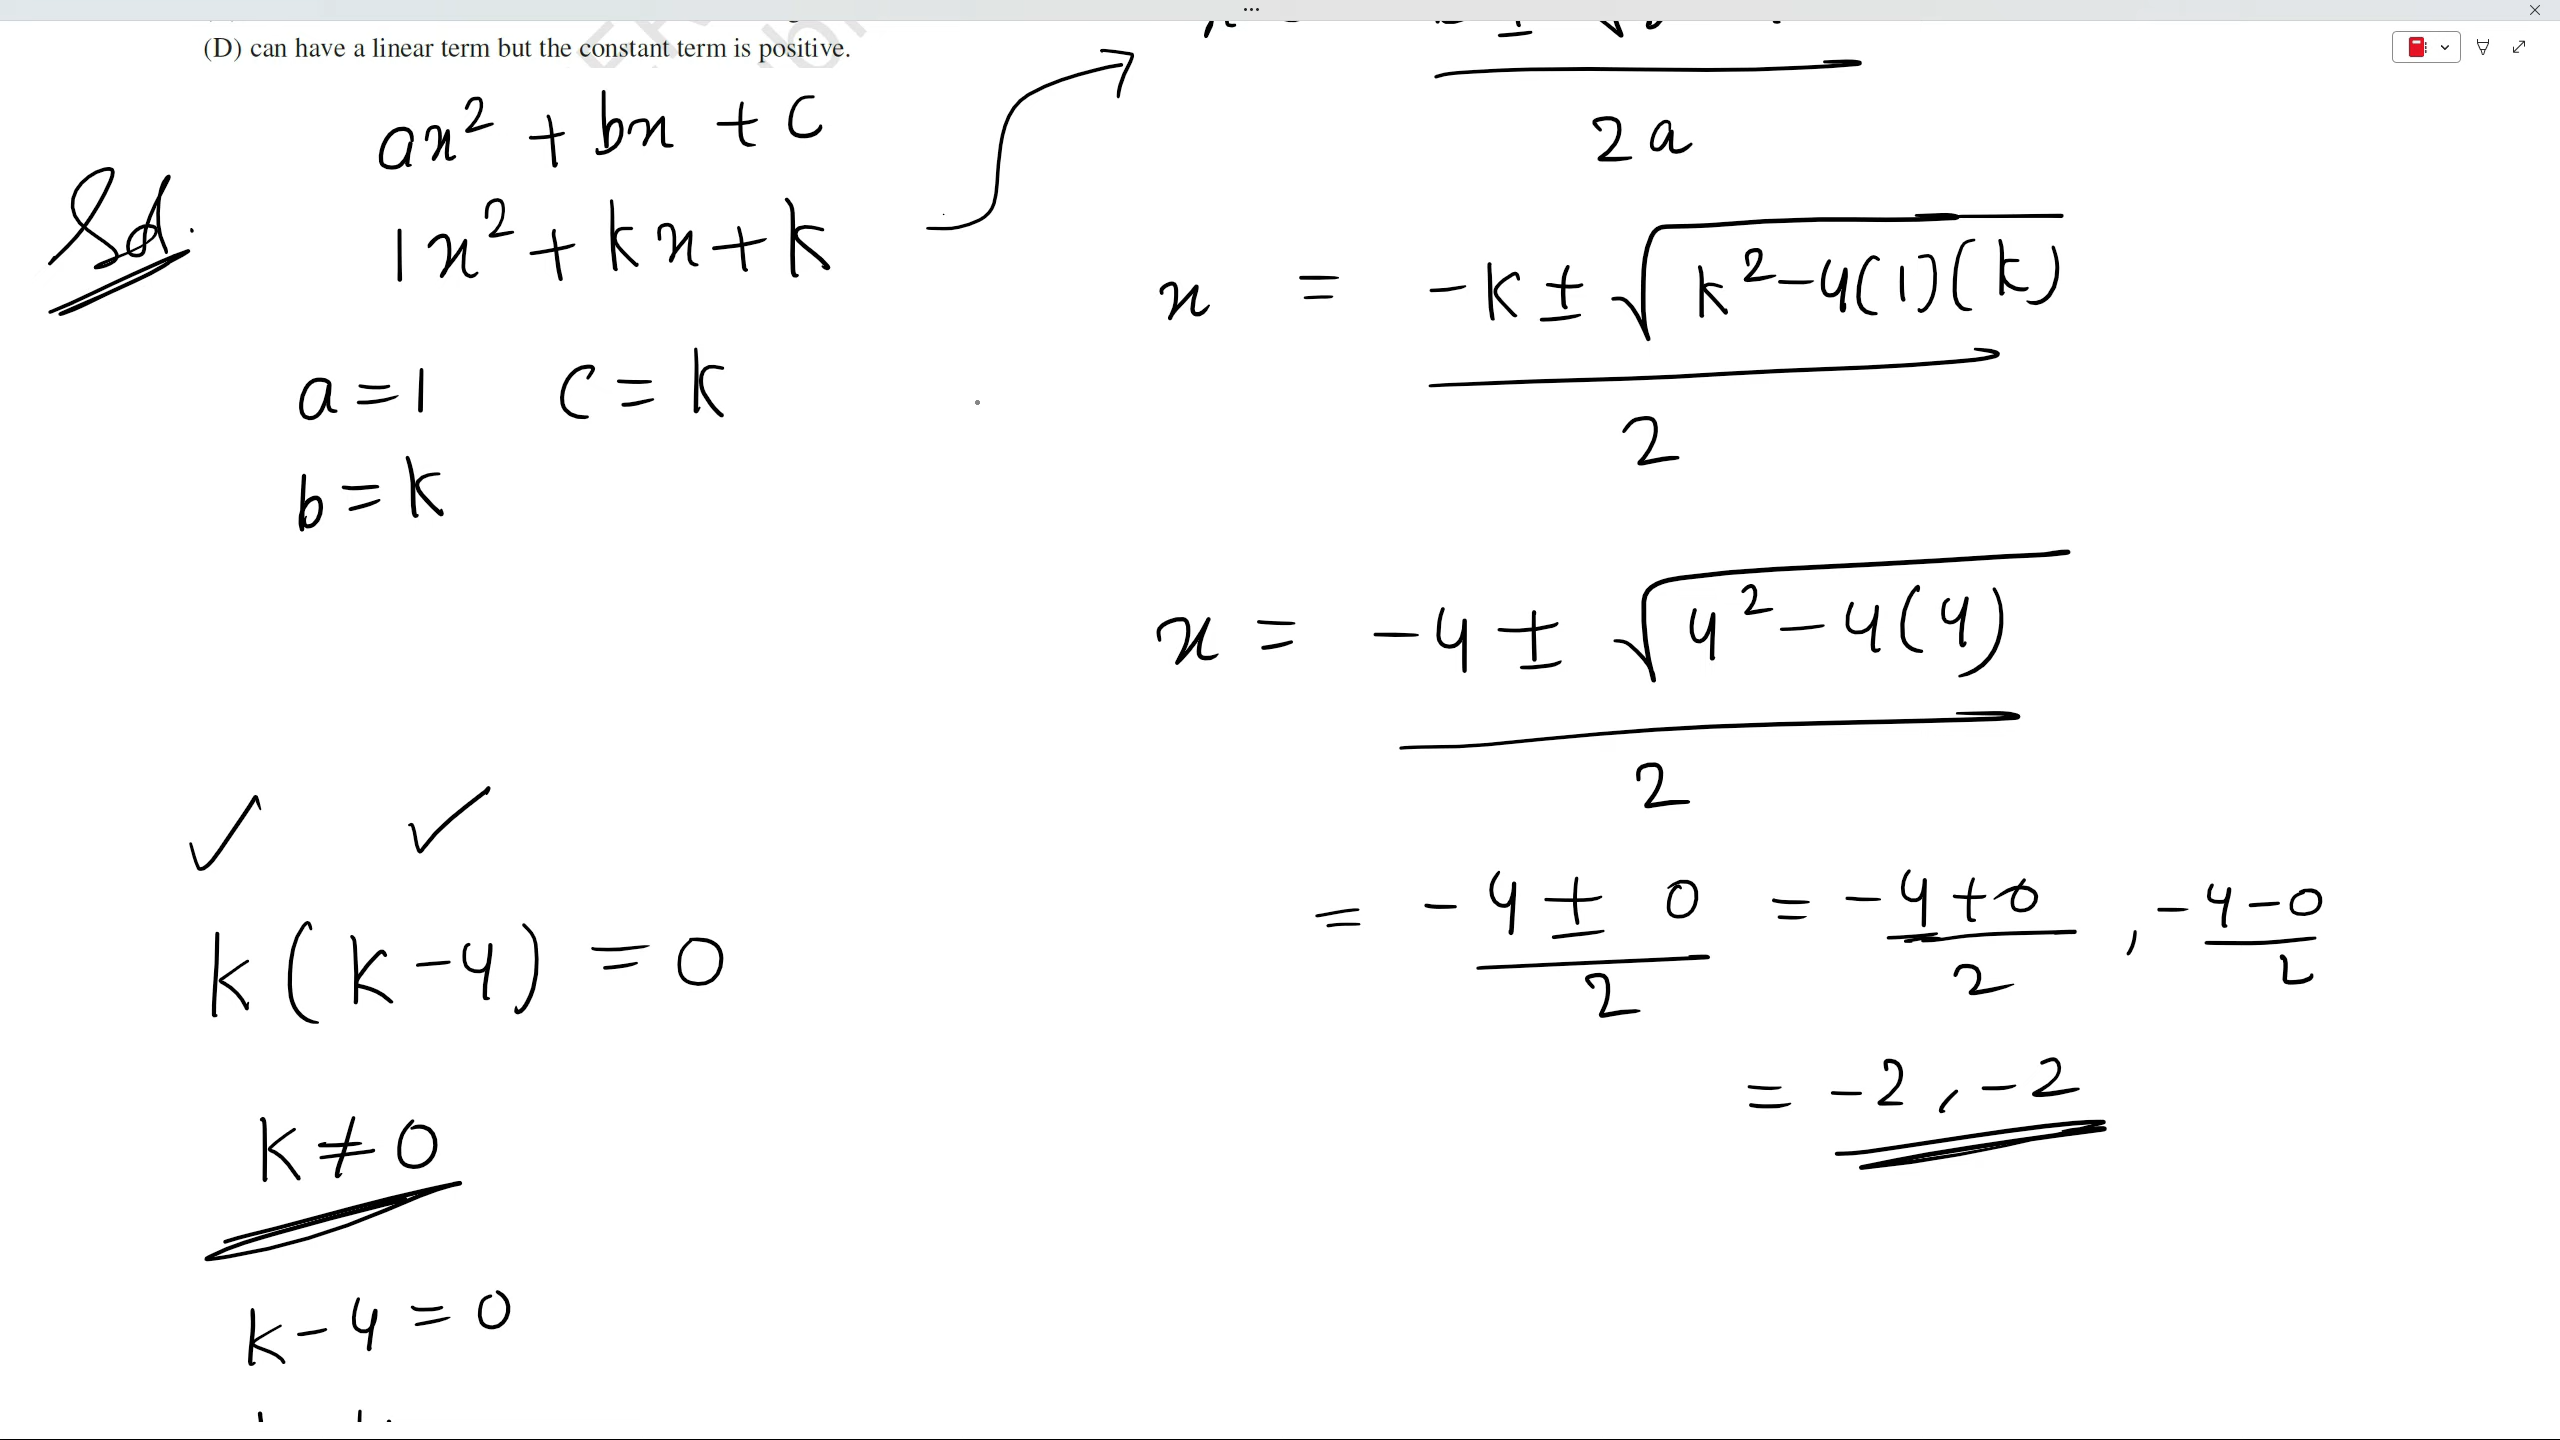 (D) can have a linear term but the constant term is positive.
ax² + bx + c
Sol.
1x² + kx + k
a = 1 c = k
b = k
✓ ✓
k(k-4) = 0
k ≠ 0
k - 4 = 0
2a
x = -k ± √k²-4(1)(k)
2
x = -4 ± √4²-4(4)
2
= -4 ± 0 / 2 = -4+0 / 2 , -4-0 / 2
= -2, -2